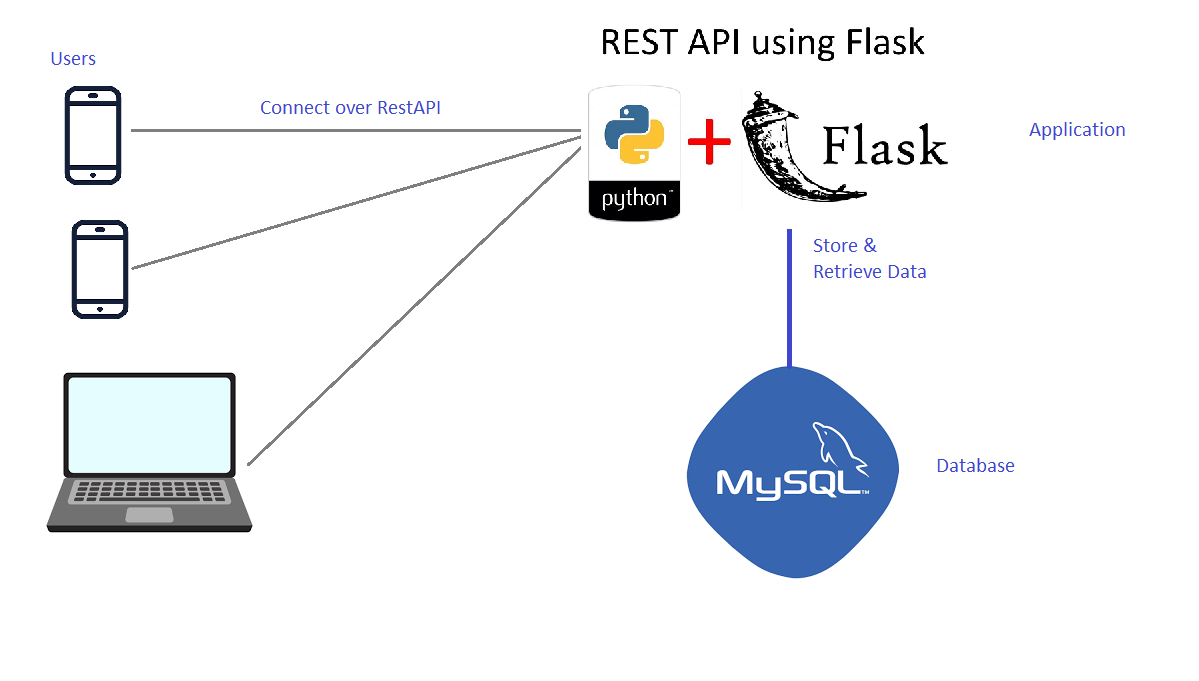 REST API using Flask
Users
Connect over RestAPI
python™
Flask
Application
Store &
Retrieve Data
MySQL™
Database